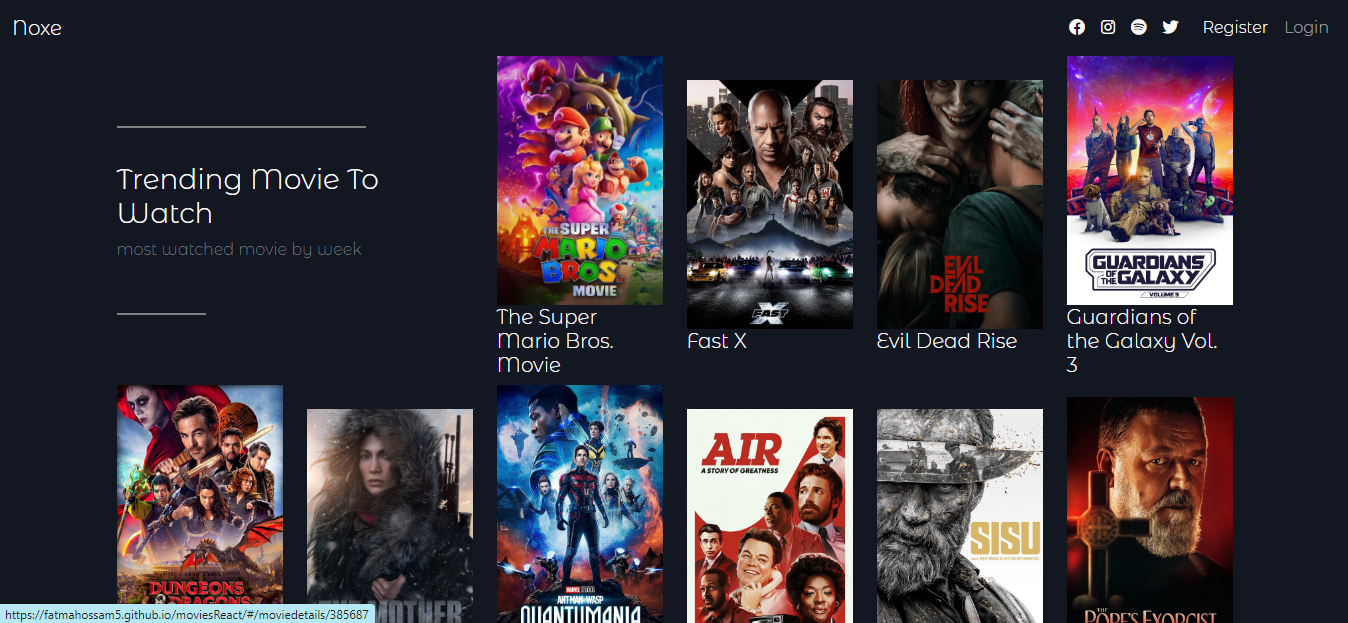 Noxe
Register Login
Trending Movie To
Watch
most watched movie by week
THE SUPER
MARIO
BROS.
MOVIE
The Super
Mario Bros.
Movie
FAST X
Fast X
EVIL
DEAD
RISE
Evil Dead Rise
GUARDIANS
OF THE GALAXY
VOLUME 3
Guardians of
the Galaxy Vol.
3
DUNGEONS
& DRAGONS
THE MOTHER
MARVEL STUDIOS
ANT-MAN AND THE WASP
QUANTUMANIA
AIR
A STORY OF GREATNESS
SISU
THE
POPE'S EXORCIST
https://fatmahossam5.github.io/moviesReact/#/moviedetails/385687